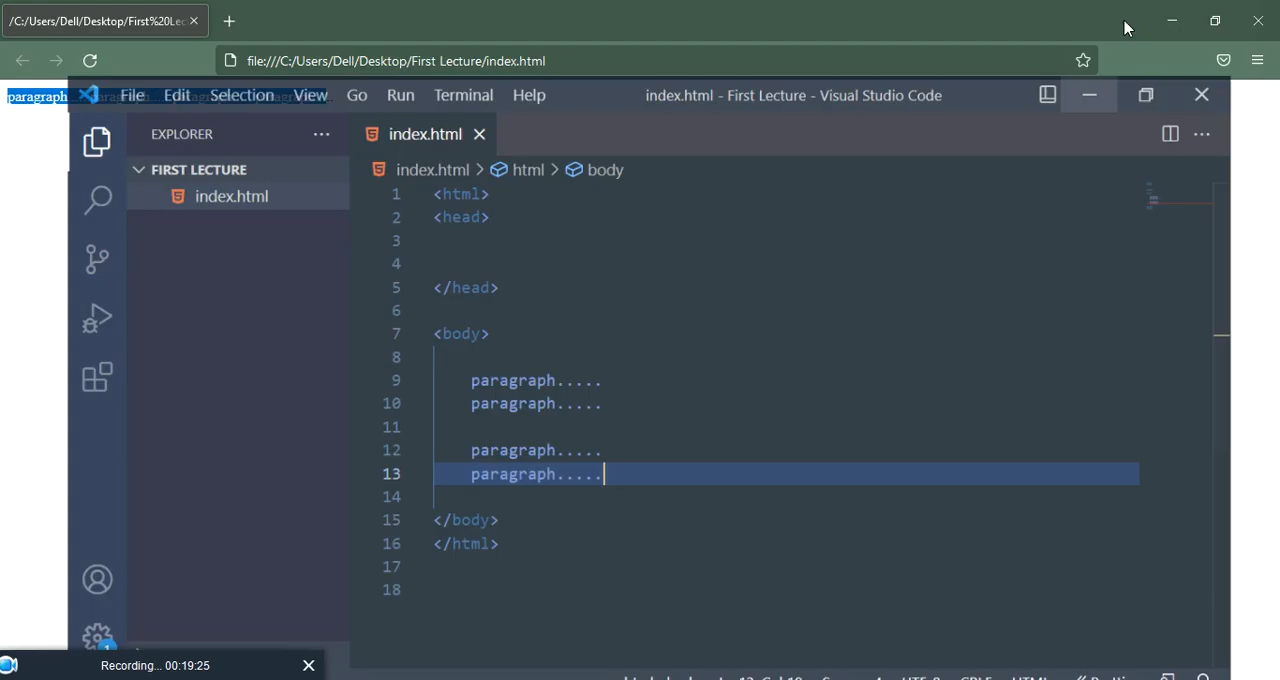 /C:/Users/Dell/Desktop/First%20Lec
file:///C:/Users/Dell/Desktop/First Lecture/index.html
paragraph
File Edit Selection View Go Run Terminal Help
index.html - First Lecture - Visual Studio Code
EXPLORER
index.html
FIRST LECTURE
index.html
index.html > html > body
1 <html>
2 <head>
3
4
5 </head>
6
7 <body>
8
9 paragraph.....
10 paragraph.....
11
12 paragraph.....
13 paragraph.....
14
15 </body>
16 </html>
17
18
1
Recording... 00:19:25